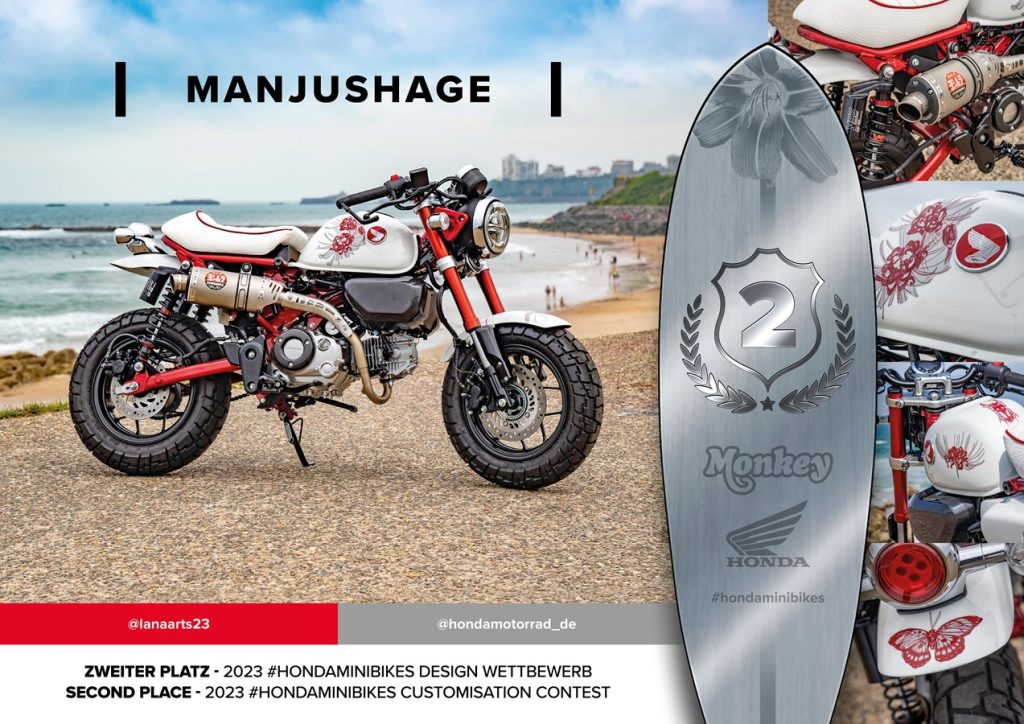 MANJUSHAGE
2
Monkey
HONDA
#hondaminibikes
@lanaarts23
@hondamotorrad_de
ZWEITER PLATZ - 2023 #HONDAMINIBIKES DESIGN WETTBEWERB
SECOND PLACE - 2023 #HONDAMINIBIKES CUSTOMISATION CONTEST